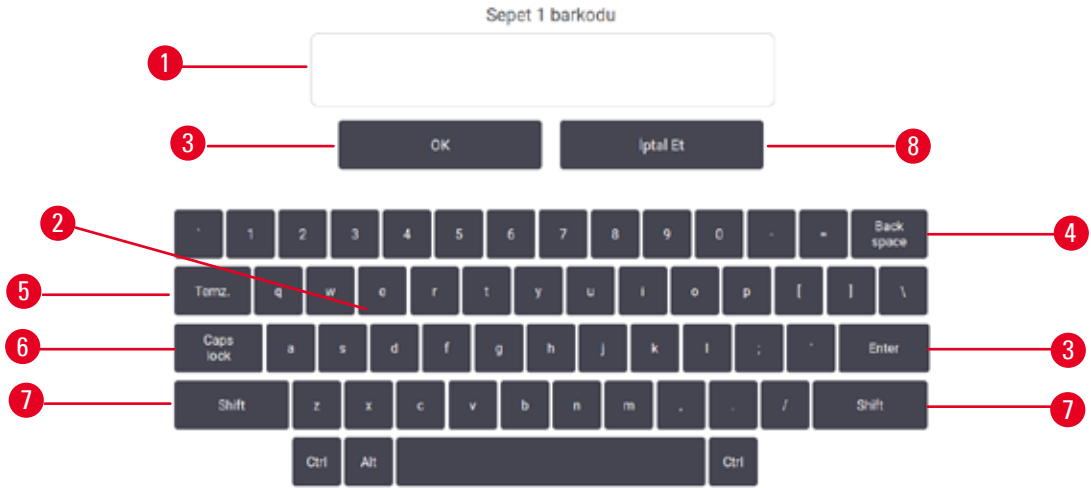 Sepet 1 barkodu
1
3 OK İptal Et 8
2
` 1 2 3 4 5 6 7 8 9 0 - = Back space 4
5 Temz. q w e r t y u i o p [ ] \
6 Caps lock a s d f g h j k l ; ' Enter 3
7 Shift z x c v b n m , . / Shift 7
Ctrl Alt Ctrl